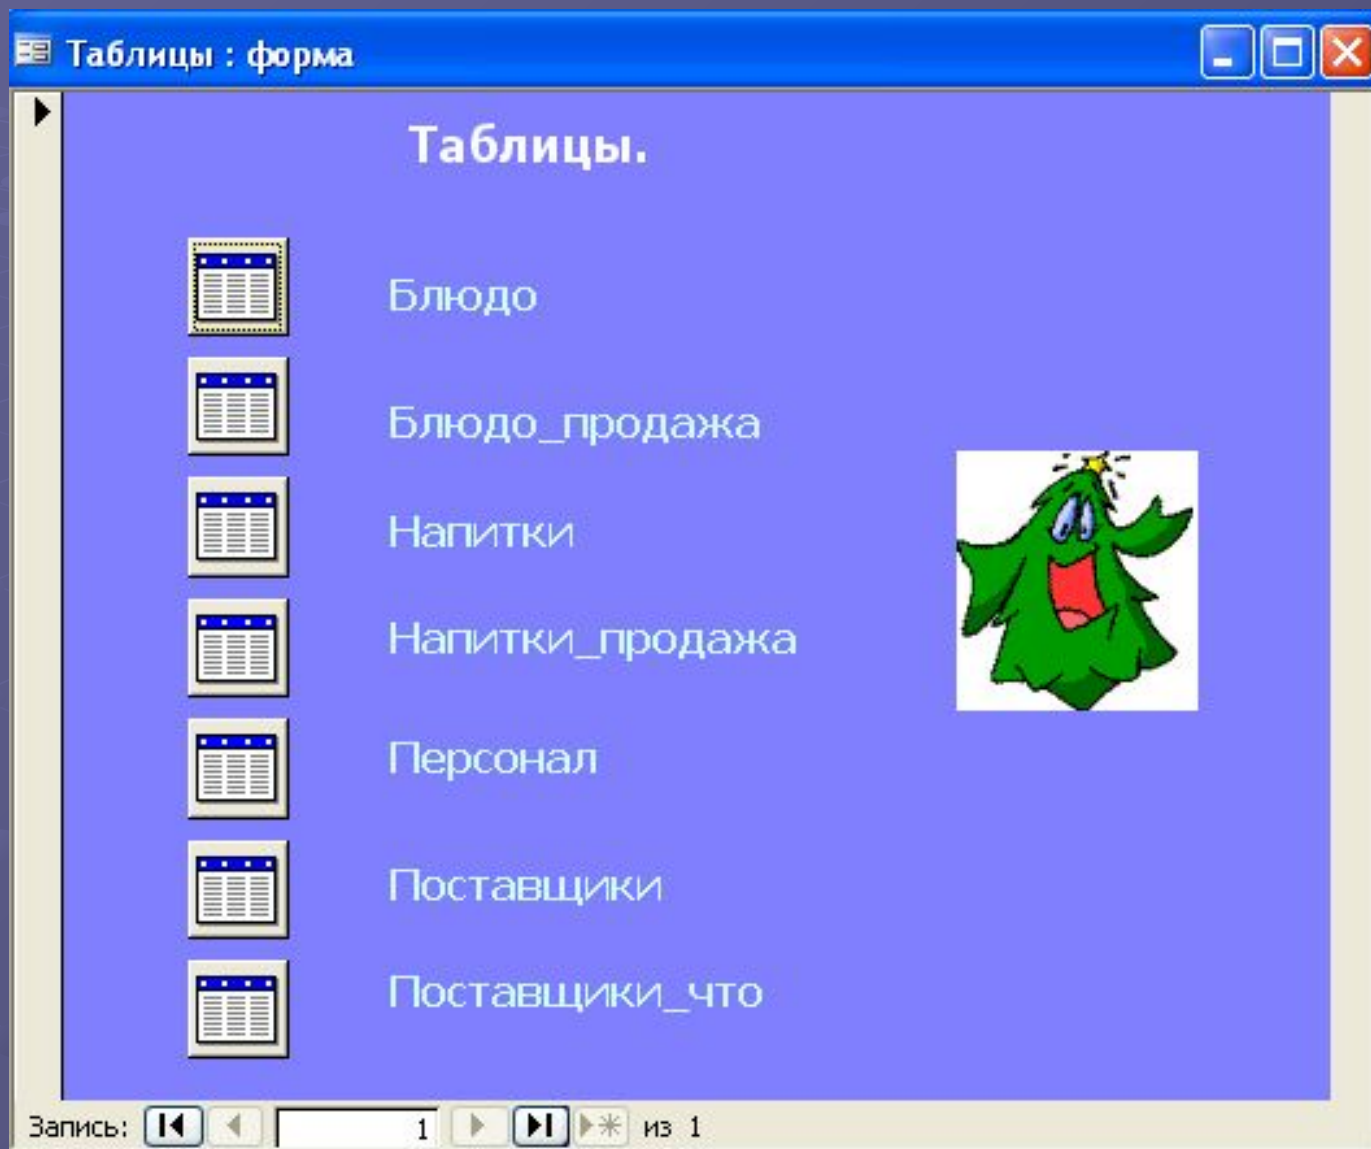 Таблицы : форма
Таблицы.
Блюдо
Блюдо_продажа
Напитки
Напитки_продажа
Персонал
Поставщики
Поставщики_что
Запись: 1 из 1